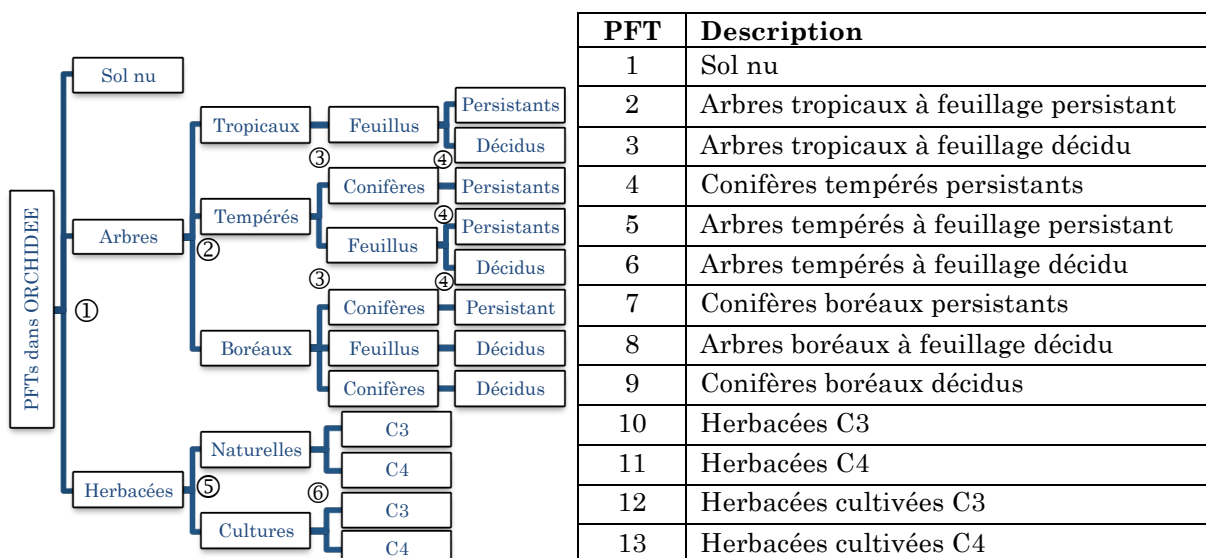 PFTs dans ORCHIDEE
①
Sol nu
Arbres
②
Tropicaux
Feuillus
Persistants
Décidus
③
④
Tempérés
Conifères
Persistants
④
Feuillus
Persistants
Décidus
③
④
Boréaux
Conifères
Persistant
Feuillus
Décidus
Conifères
Décidus
Herbacées
⑤
Naturelles
C3
C4
⑥
Cultures
C3
C4
PFT Description
1 Sol nu
2 Arbres tropicaux à feuillage persistant
3 Arbres tropicaux à feuillage décidu
4 Conifères tempérés persistants
5 Arbres tempérés à feuillage persistant
6 Arbres tempérés à feuillage décidu
7 Conifères boréaux persistants
8 Arbres boréaux à feuillage décidu
9 Conifères boréaux décidus
10 Herbacées C3
11 Herbacées C4
12 Herbacées cultivées C3
13 Herbacées cultivées C4